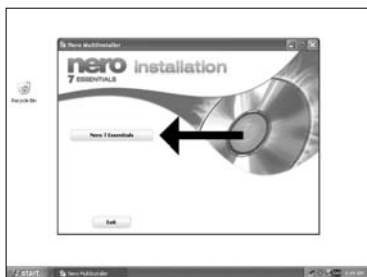 Nero MultiInstaller
nero installation
7 ESSENTIALS
Recycle Bin
Nero 7 Essentials
Exit
start
Nero MultiInstaller